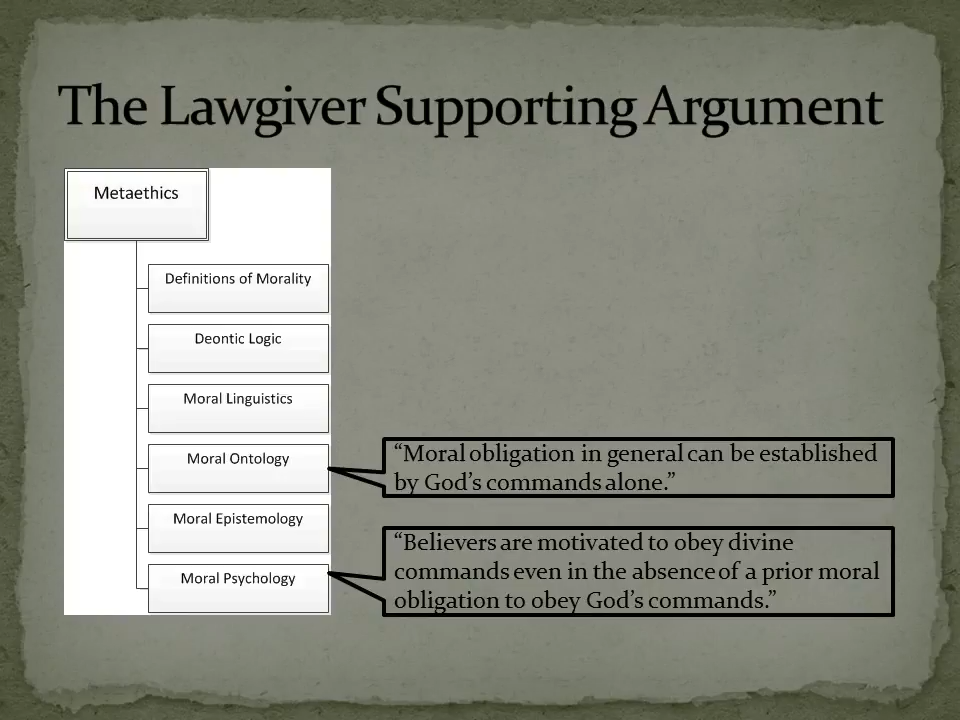 The Lawgiver Supporting Argument
Metaethics
Definitions of Morality
Deontic Logic
Moral Linguistics
Moral Ontology
Moral Epistemology
Moral Psychology
“Moral obligation in general can be established
by God’s commands alone.”
“Believers are motivated to obey divine
commands even in the absence of a prior moral
obligation to obey God’s commands.”